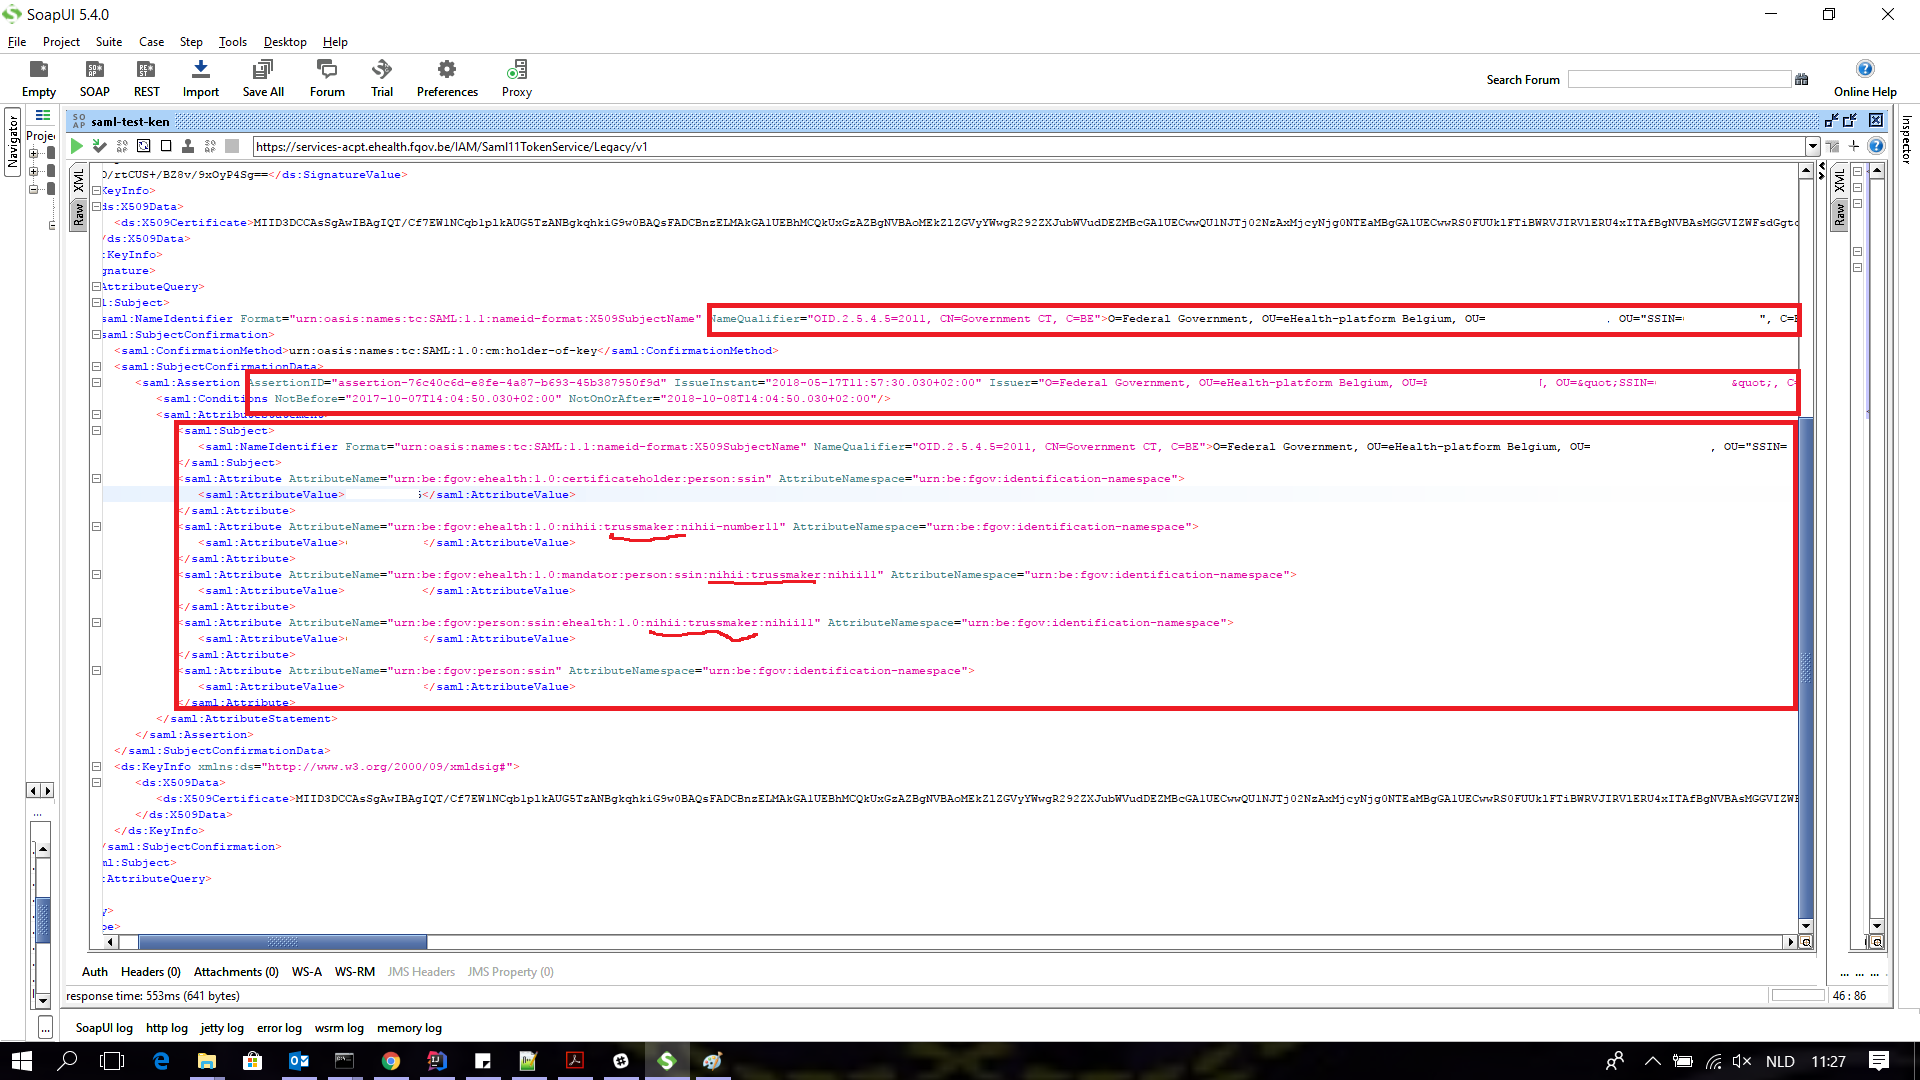 SoapUI 5.4.0
File Project Suite Case Step Tools Desktop Help
Empty SOAP REST Import Save All Forum Trial Preferences Proxy
Search Forum
Online Help
Navigator
Proje
saml-test-ken
Inspector
https://services-acpt.ehealth.fgov.be/IAM/Saml11TokenService/Legacy/v1
XML
Raw
/rtCUS+/BZ8v/9xOyP4Sg==</ds:SignatureValue>
KeyInfo>
ds:X509Data>
<ds:X509Certificate>
/ds:X509Data>
:KeyInfo>
gnature>
AttributeQuery>
l:Subject>
saml:NameIdentifier Format="urn:oasis:names:tc:SAML:1.1:nameid-format:X509SubjectName" NameQualifier="OID.2.5.4.5=2011, CN=Government CT, C=BE">O=Federal Government, OU=eHealth-platform Belgium, OU= , OU="SSIN= ", C=B
saml:SubjectConfirmation>
<saml:ConfirmationMethod>urn:oasis:names:tc:SAML:1.0:cm:holder-of-key</saml:ConfirmationMethod>
<saml:SubjectConfirmationData>
<saml:Assertion AssertionID="assertion-76c40c6d-e8fe-4a87-b693-45b387950f9d" IssueInstant="2018-05-17T11:57:30.030+02:00" Issuer="O=Federal Government, OU=eHealth-platform Belgium, OU= , OU=&quot;SSIN= &quot;, C=
<saml:Conditions NotBefore="2017-10-07T14:04:50.030+02:00" NotOnOrAfter="2018-10-08T14:04:50.030+02:00"/>
<saml:AttributeStatement>
<saml:Subject>
<saml:NameIdentifier Format="urn:oasis:names:tc:SAML:1.1:nameid-format:X509SubjectName" NameQualifier="OID.2.5.4.5=2011, CN=Government CT, C=BE">O=Federal Government, OU=eHealth-platform Belgium, OU= , OU="SSIN=
</saml:Subject>
<saml:Attribute AttributeName="urn:be:fgov:ehealth:1.0:certificateholder:person:ssin" AttributeNamespace="urn:be:fgov:identification-namespace">
<saml:AttributeValue> </saml:AttributeValue>
</saml:Attribute>
<saml:Attribute AttributeName="urn:be:fgov:ehealth:1.0:nihii:trussmaker:nihii-number11" AttributeNamespace="urn:be:fgov:identification-namespace">
<saml:AttributeValue> </saml:AttributeValue>
</saml:Attribute>
<saml:Attribute AttributeName="urn:be:fgov:ehealth:1.0:mandator:person:ssin:nihii:trussmaker:nihii11" AttributeNamespace="urn:be:fgov:identification-namespace">
<saml:AttributeValue> </saml:AttributeValue>
</saml:Attribute>
<saml:Attribute AttributeName="urn:be:fgov:person:ssin:ehealth:1.0:nihii:trussmaker:nihii11" AttributeNamespace="urn:be:fgov:identification-namespace">
<saml:AttributeValue> </saml:AttributeValue>
</saml:Attribute>
<saml:Attribute AttributeName="urn:be:fgov:person:ssin" AttributeNamespace="urn:be:fgov:identification-namespace">
<saml:AttributeValue> </saml:AttributeValue>
</saml:Attribute>
</saml:AttributeStatement>
</saml:Assertion>
</saml:SubjectConfirmationData>
<ds:KeyInfo xmlns:ds="http://www.w3.org/2000/09/xmldsig#">
<ds:X509Data>
<ds:X509Certificate>
</ds:X509Data>
</ds:KeyInfo>
/saml:SubjectConfirmation>
ml:Subject>
:AttributeQuery>
y>
pe>
XML
Raw
Auth Headers (0) Attachments (0) WS-A WS-RM JMS Headers JMS Property (0)
response time: 553ms (641 bytes)
46 : 86
SoapUI log http log jetty log error log wsrm log memory log
NLD 11:27